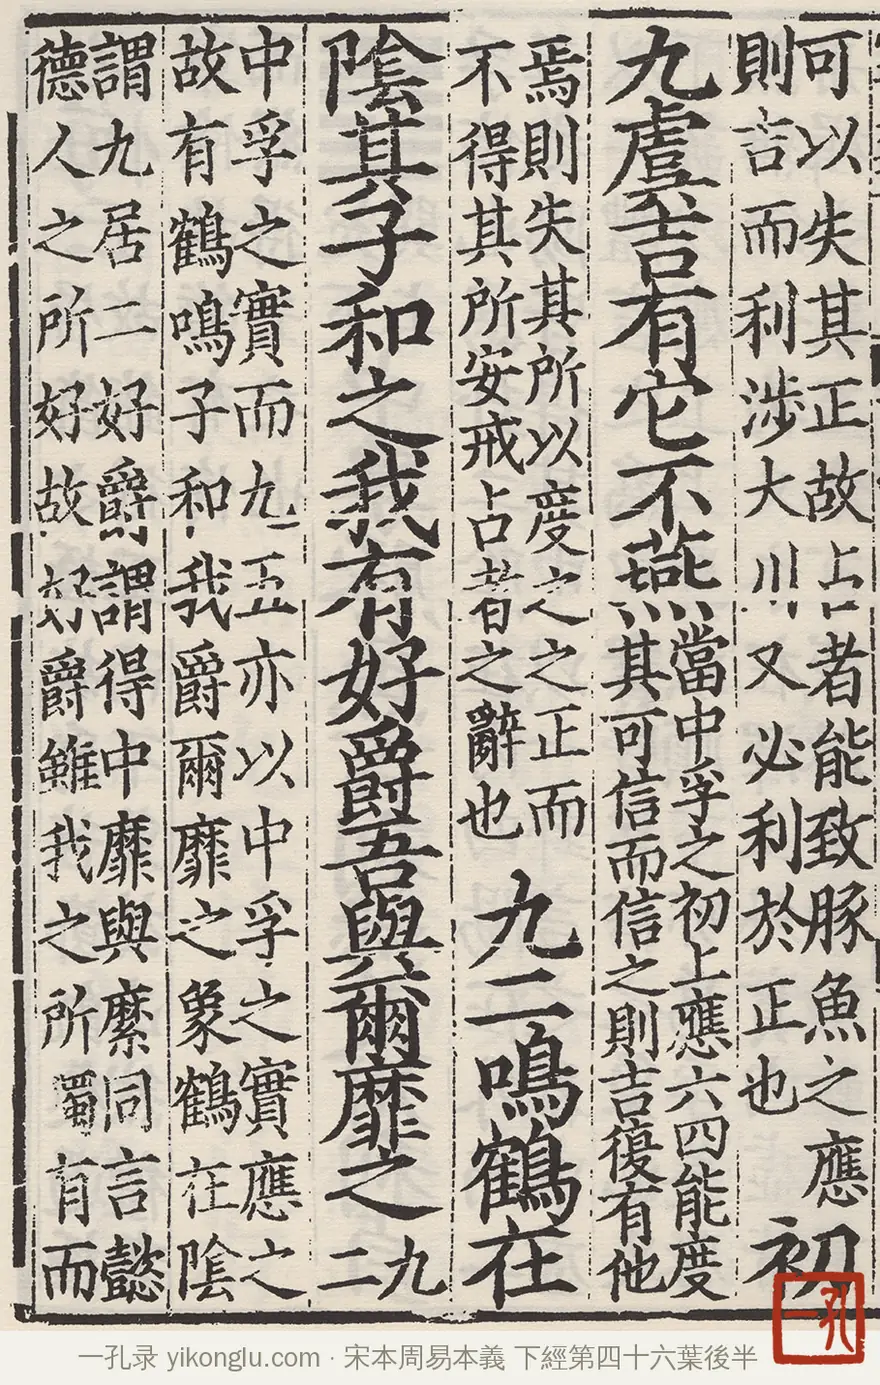 可以失其正故占者能致豚魚之應
則吉而利涉大川又必利於正也
初
九虞吉有它不燕
當中孚之初上應六四能度
其可信而信之則吉復有他
焉則失其所以度之之正而
不得其所安戒占者之辭也
九二鳴鶴在
陰其子和之我有好爵吾與爾靡之
九
二
中孚之實而九五亦以中孚之實應之
故有鶴鳴子和我爵爾靡之象鶴在陰
謂九居二好爵謂得中靡與縻同言懿
德人之所好故好爵雖我之所獨有而
一孔
一孔录 yikonglu.com · 宋本周易本義 下經第四十六葉後半